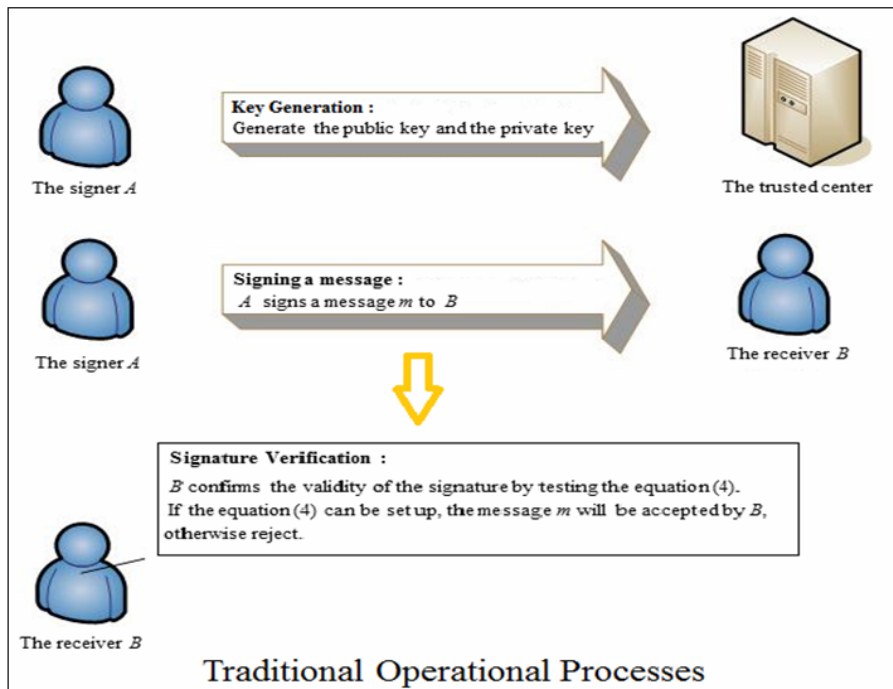 Key Generation :
Generate the public key and the private key
The signer A
The trusted center
Signing a message :
A signs a message m to B
The signer A
The receiver B
Signature Verification :
B confirms the validity of the signature by testing the equation (4).
If the equation (4) can be set up, the message m will be accepted by B,
otherwise reject.
The receiver B
Traditional Operational Processes